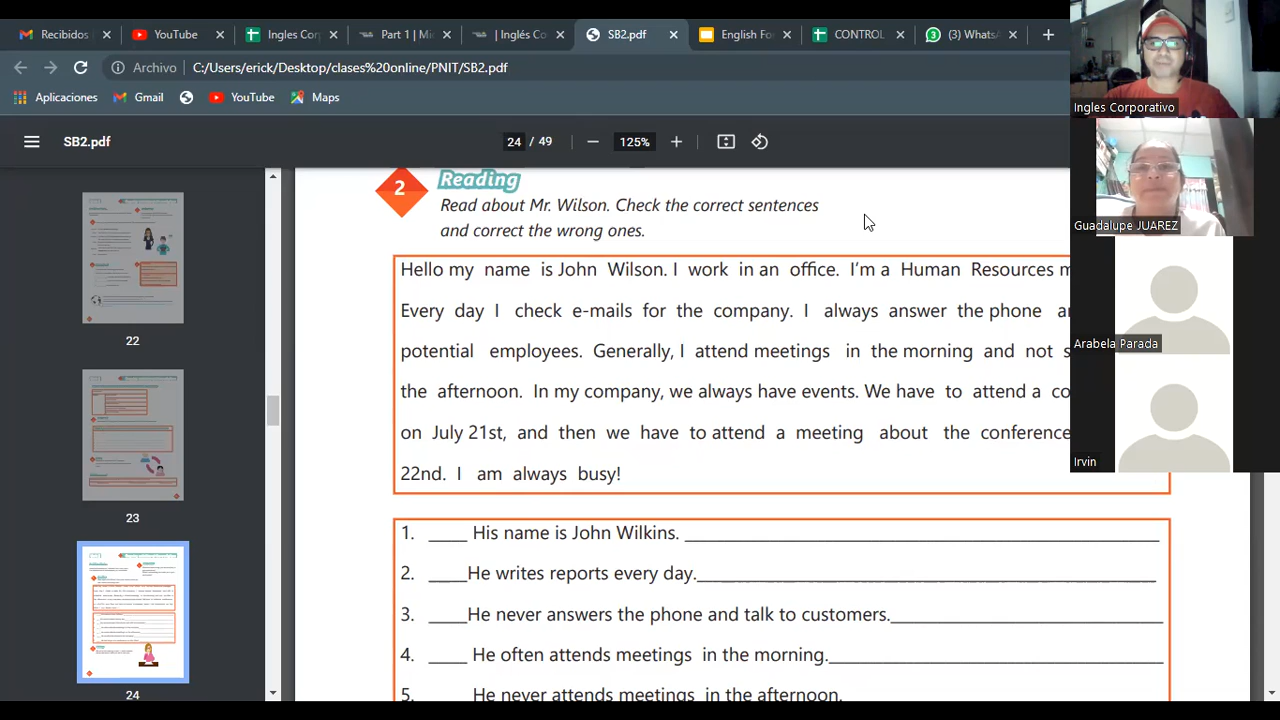 Recibidos
YouTube
Ingles Cor
Part 1 | Mi
| Inglés Co
SB2.pdf
English Fo
CONTROL
(3) Whats
Archivo
C:/Users/erick/Desktop/clases%20online/PNIT/SB2.pdf
Aplicaciones
Gmail
YouTube
Maps
SB2.pdf
24 / 49
125%
22
23
24
2
Reading
Read about Mr. Wilson. Check the correct sentences
and correct the wrong ones.
Hello my name is John Wilson. I work in an office. I'm a Human Resources m
Every day I check e-mails for the company. I always answer the phone a
potential employees. Generally, I attend meetings in the morning and not s
the afternoon. In my company, we always have events. We have to attend a co
on July 21st, and then we have to attend a meeting about the conference
22nd. I am always busy!
1. ____ His name is John Wilkins.
2. ____He writes reports every day.
3. ____He never answers the phone and talk to customers.
4. ____ He often attends meetings in the morning.
5. He never attends meetings in the afternoon.
Ingles Corporativo
Guadalupe JUAREZ
Arabela Parada
Irvin